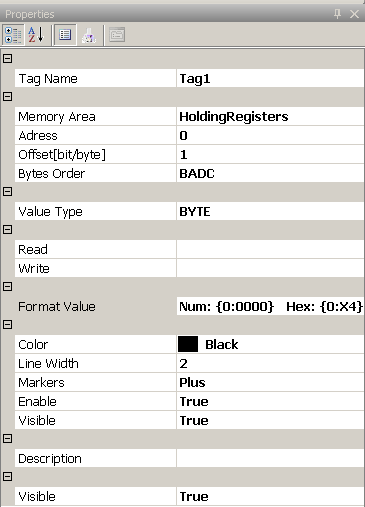 Properties
Tag Name Tag1
Memory Area HoldingRegisters
Adress 0
Offset[bit/byte] 1
Bytes Order BADC
Value Type BYTE
Read
Write
Format Value Num: {0:0000} Hex: {0:X4}
Color Black
Line Width 2
Markers Plus
Enable True
Visible True
Description
Visible True